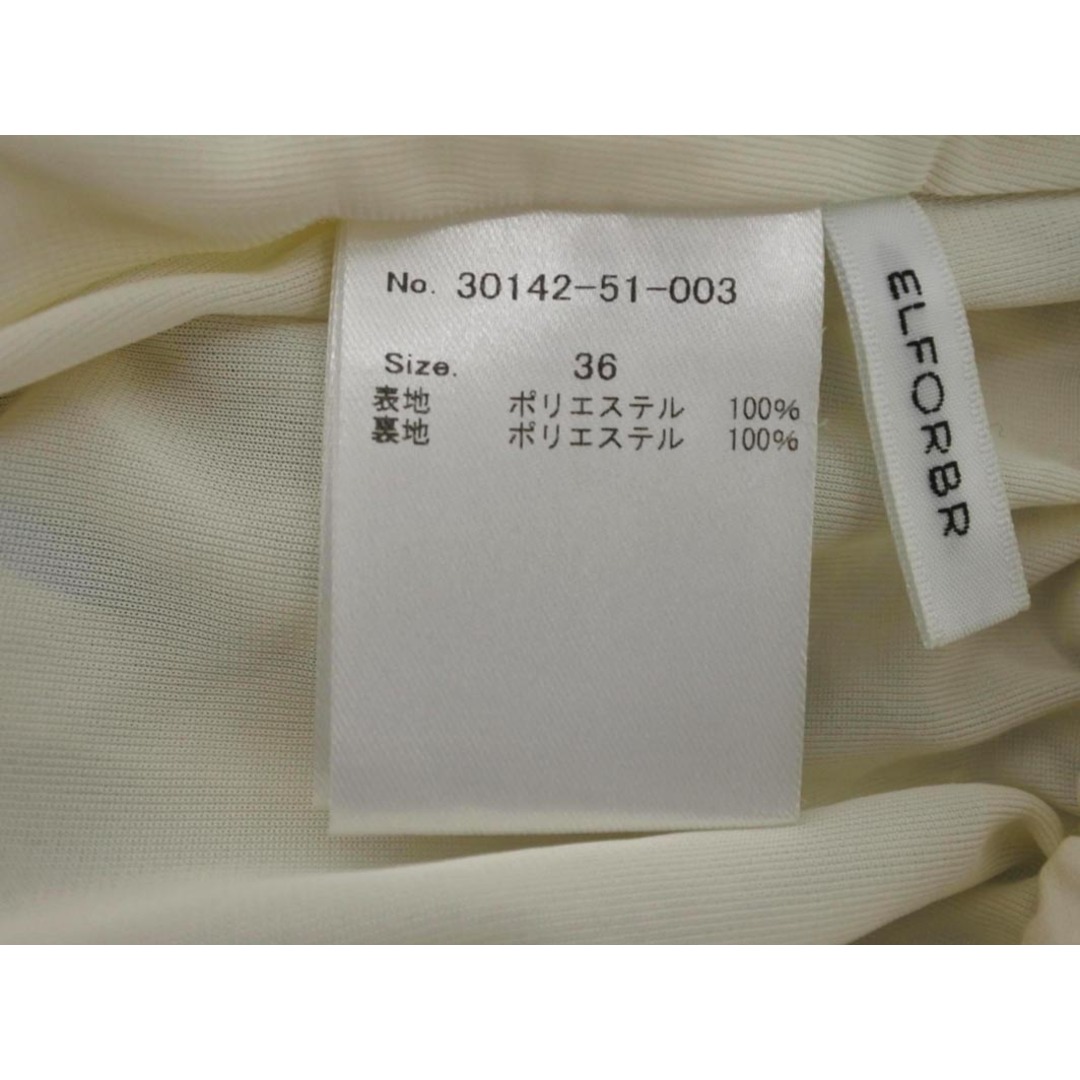 No. 30142-51-003
Size. 36
表地 ポリエステル 100%
裏地 ポリエステル 100%
ELFORBR